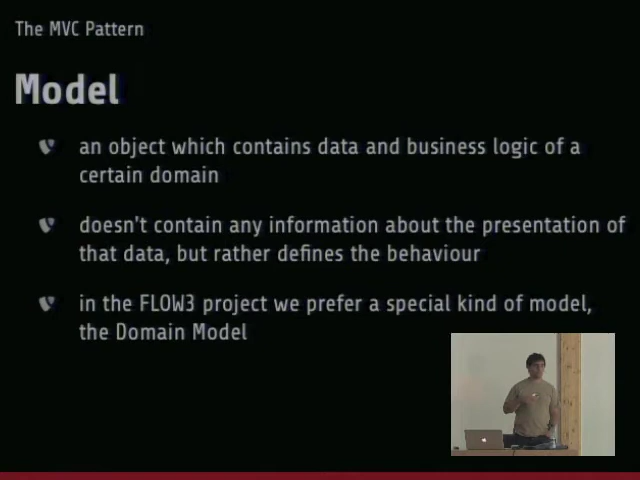 The MVC Pattern
Model
an object which contains data and business logic of a
certain domain
doesn't contain any information about the presentation of
that data, but rather defines the behaviour
in the FLOW3 project we prefer a special kind of model,
the Domain Model